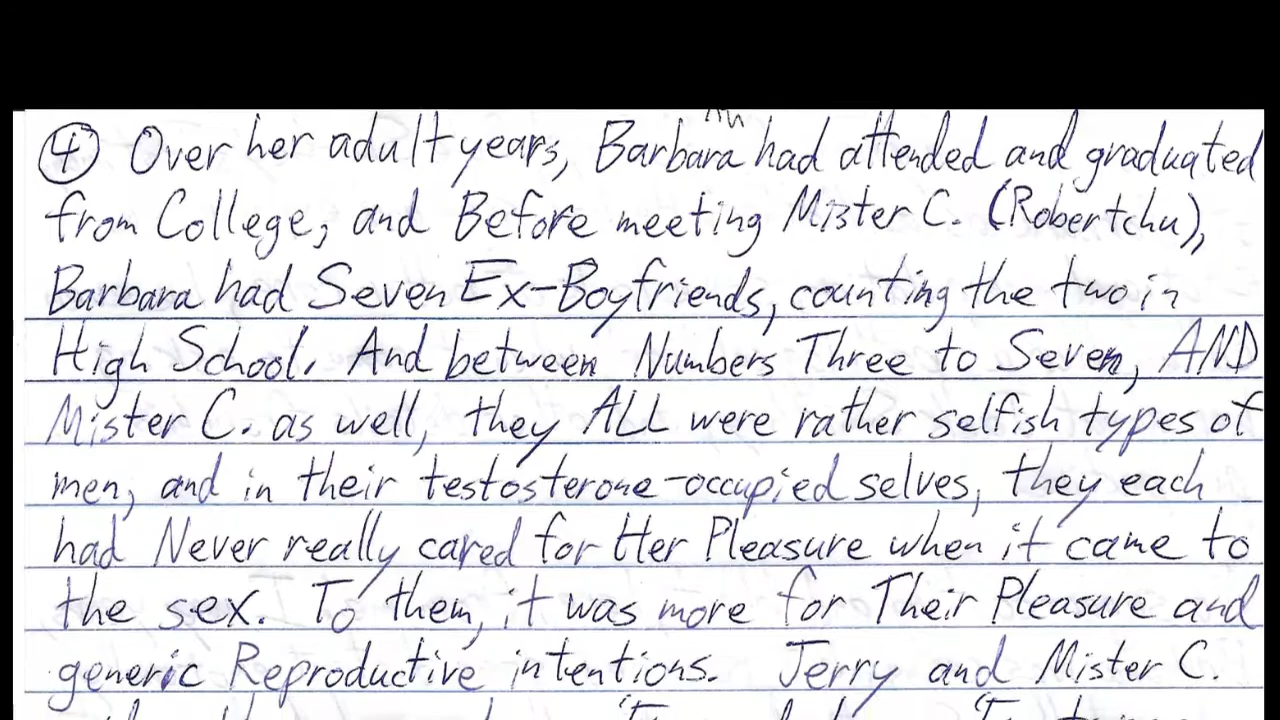 ④ Over her adult years, Barbara had attended and graduated
from College, and Before meeting Mister C. (Robertchu),
Barbara had Seven Ex-Boyfriends, counting the two in
High School. And between Numbers Three to Seven, AND
Mister C. as well, they ALL were rather selfish types of
men, and in their testosterone-occupied selves, they each
had Never really cared for Her Pleasure when it came to
the sex. To them, it was more for Their Pleasure and
generic Reproductive intentions. Jerry and Mister C.